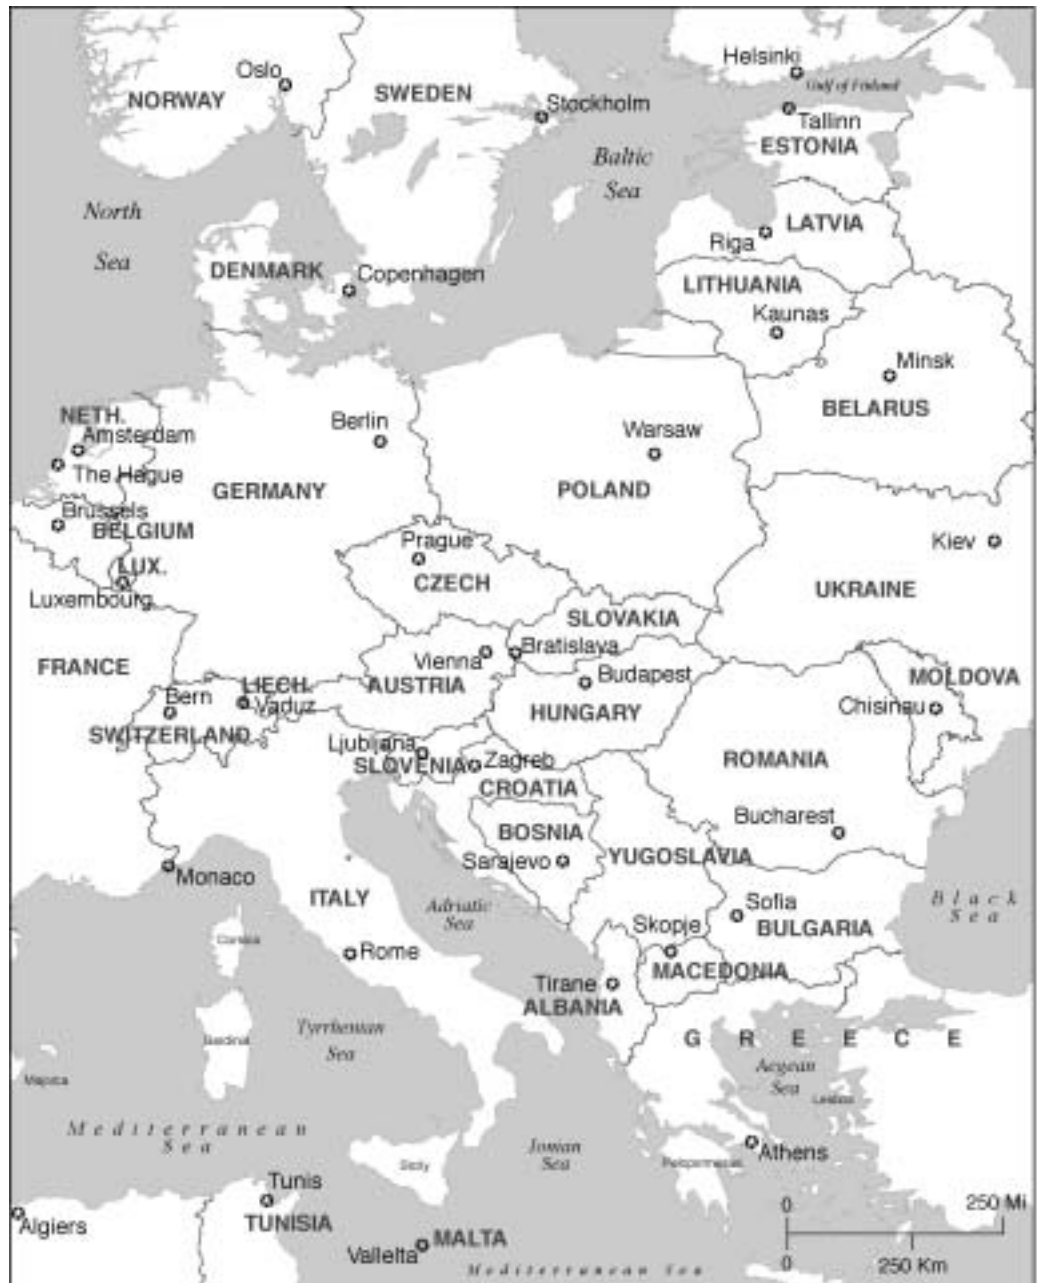 Helsinki
Oslo
Gulf of Finland
NORWAY
SWEDEN
Stockholm
Tallinn
ESTONIA
Baltic
Sea
North
Sea
LATVIA
Riga
DENMARK
Copenhagen
LITHUANIA
Kaunas
Minsk
BELARUS
NETH.
Amsterdam
The Hague
Berlin
Warsaw
GERMANY
POLAND
Brussels
BELGIUM
Kiev
Prague
CZECH
LUX.
Luxembourg
UKRAINE
SLOVAKIA
Bratislava
Vienna
FRANCE
Budapest
MOLDOVA
LIECH.
Vaduz
AUSTRIA
Bern
SWITZERLAND
HUNGARY
Chisinau
Ljubljana
SLOVENIA
Zagreb
ROMANIA
CROATIA
Bucharest
BOSNIA
Sarajevo
YUGOSLAVIA
Monaco
ITALY
Adriatic
Sea
Black
Sea
Sofia
BULGARIA
Skopje
Corsica
Rome
MACEDONIA
Tirane
ALBANIA
Tyrrhenian
Sea
Sardinia
GREECE
Aegean
Sea
Majorca
Lesbos
Mediterranean
Sea
Ionian
Sea
Athens
Sicily
Peloponnesus
Tunis
TUNISIA
Algiers
MALTA
Valletta
Mediterranean Sea
0
250 Mi
0
250 Km